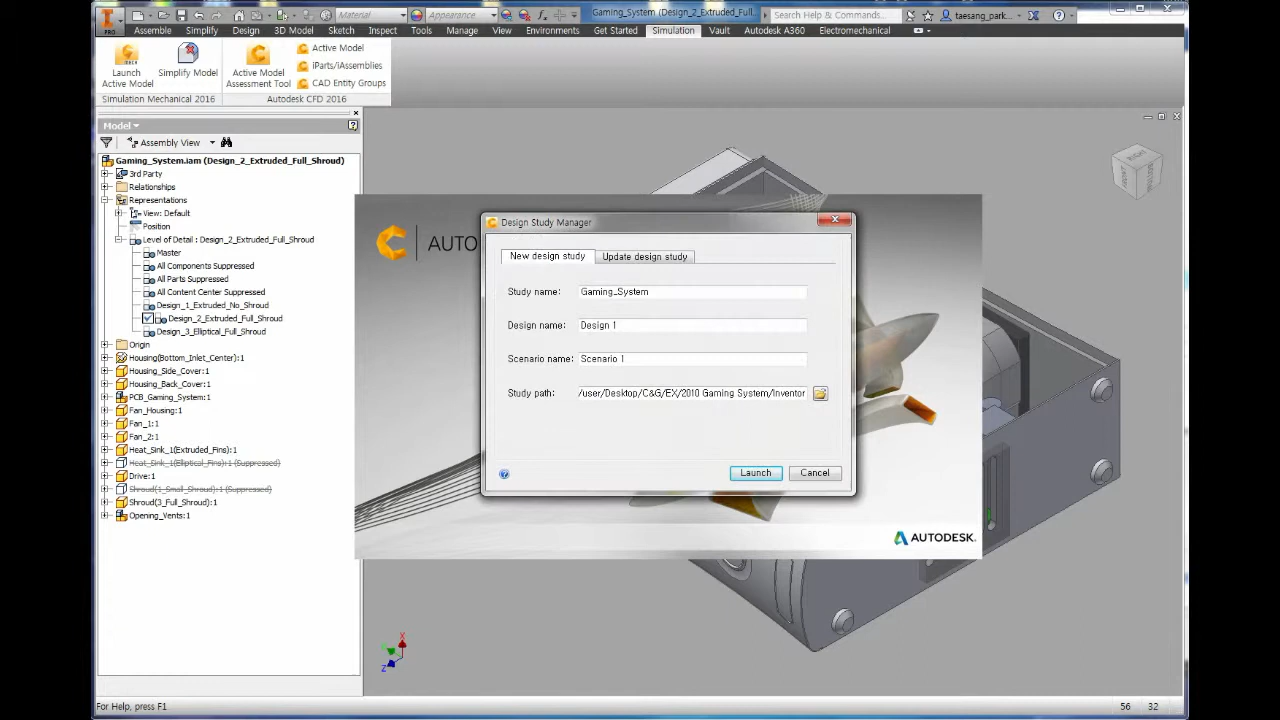 PRO
Material
Appearance
Gaming_System (Design_2_Extruded_Full...
Search Help & Commands...
taesang_park...
Assemble
Simplify
Design
3D Model
Sketch
Inspect
Tools
Manage
View
Environments
Get Started
Simulation
Vault
Autodesk A360
Electromechanical
Launch
Active Model
Simplify Model
Active Model
Assessment Tool
Active Model
iParts/iAssemblies
CAD Entity Groups
Simulation Mechanical 2016
Autodesk CFD 2016
Model
Assembly View
Gaming_System.iam (Design_2_Extruded_Full_Shroud)
3rd Party
Relationships
Representations
View: Default
Position
Level of Detail : Design_2_Extruded_Full_Shroud
Master
All Components Suppressed
All Parts Suppressed
All Content Center Suppressed
Design_1_Extruded_No_Shroud
Design_2_Extruded_Full_Shroud
Design_3_Elliptical_Full_Shroud
Origin
Housing(Bottom_Inlet_Center):1
Housing_Side_Cover:1
Housing_Back_Cover:1
PCB_Gaming_System:1
Fan_Housing:1
Fan_1:1
Fan_2:1
Heat_Sink_1(Extruded_Fins):1
Heat_Sink_1(Elliptical_Fins):1 (Suppressed)
Drive:1
Shroud(1_Small_Shroud):1 (Suppressed)
Shroud(3_Full_Shroud):1
Opening_Vents:1
RIGHT
AUTO
Design Study Manager
New design study
Update design study
Study name:
Gaming_System
Design name:
Design 1
Scenario name:
Scenario 1
Study path:
/user/Desktop/C&G/EX/2010 Gaming System/Inventor
Launch
Cancel
AUTODESK.
X
Z
For Help, press F1
56
32